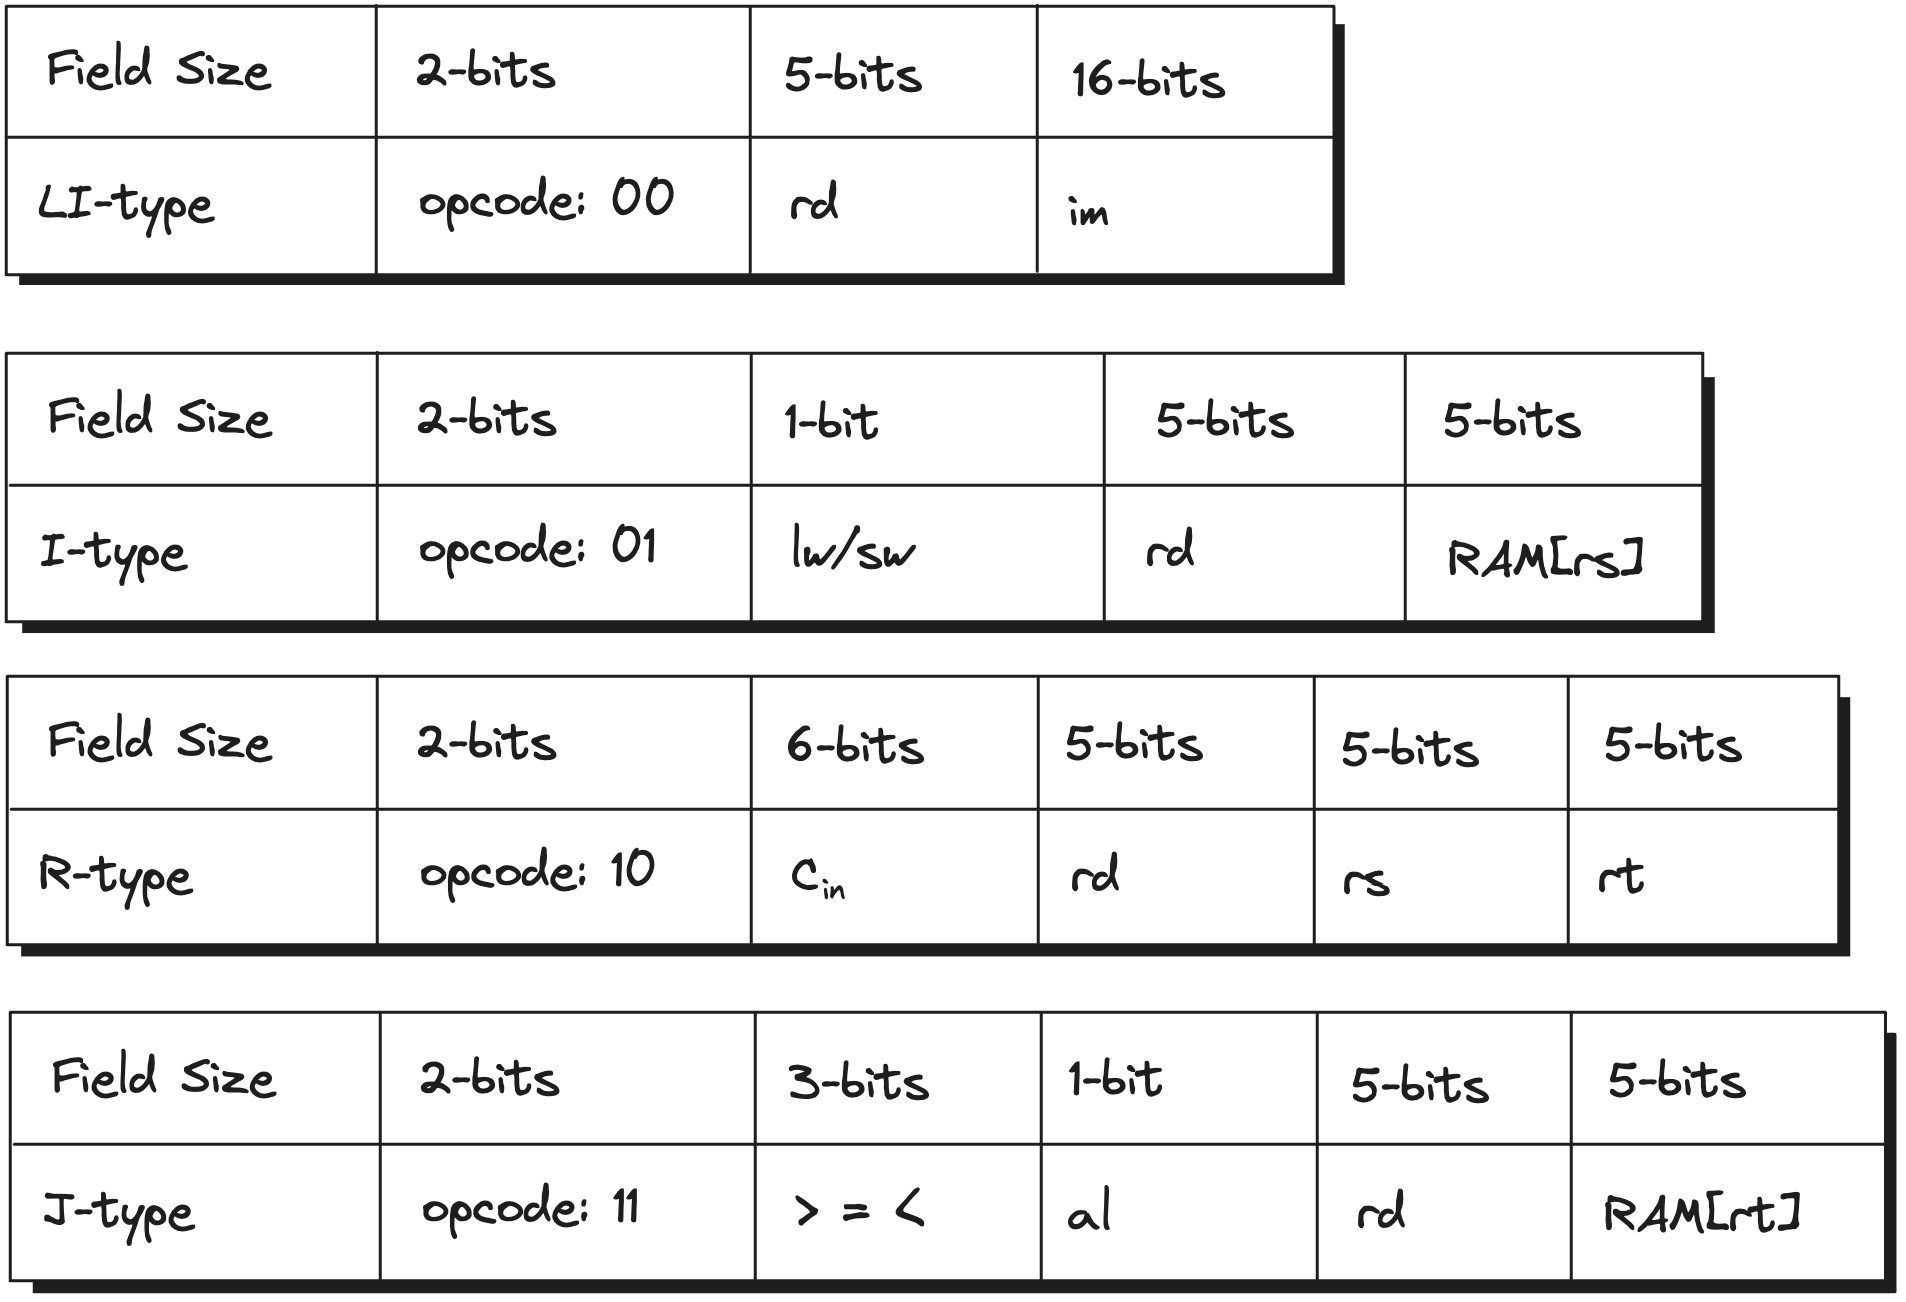 Field Size 2-bits 5-bits 16-bits
LI-type opcode: 00 rd im
Field Size 2-bits 1-bit 5-bits 5-bits
I-type opcode: 01 lw/sw rd RAM[rs]
Field Size 2-bits 6-bits 5-bits 5-bits 5-bits
R-type opcode: 10 Cin rd rs rt
Field Size 2-bits 3-bits 1-bit 5-bits 5-bits
J-type opcode: 11 > = < al rd RAM[rt]